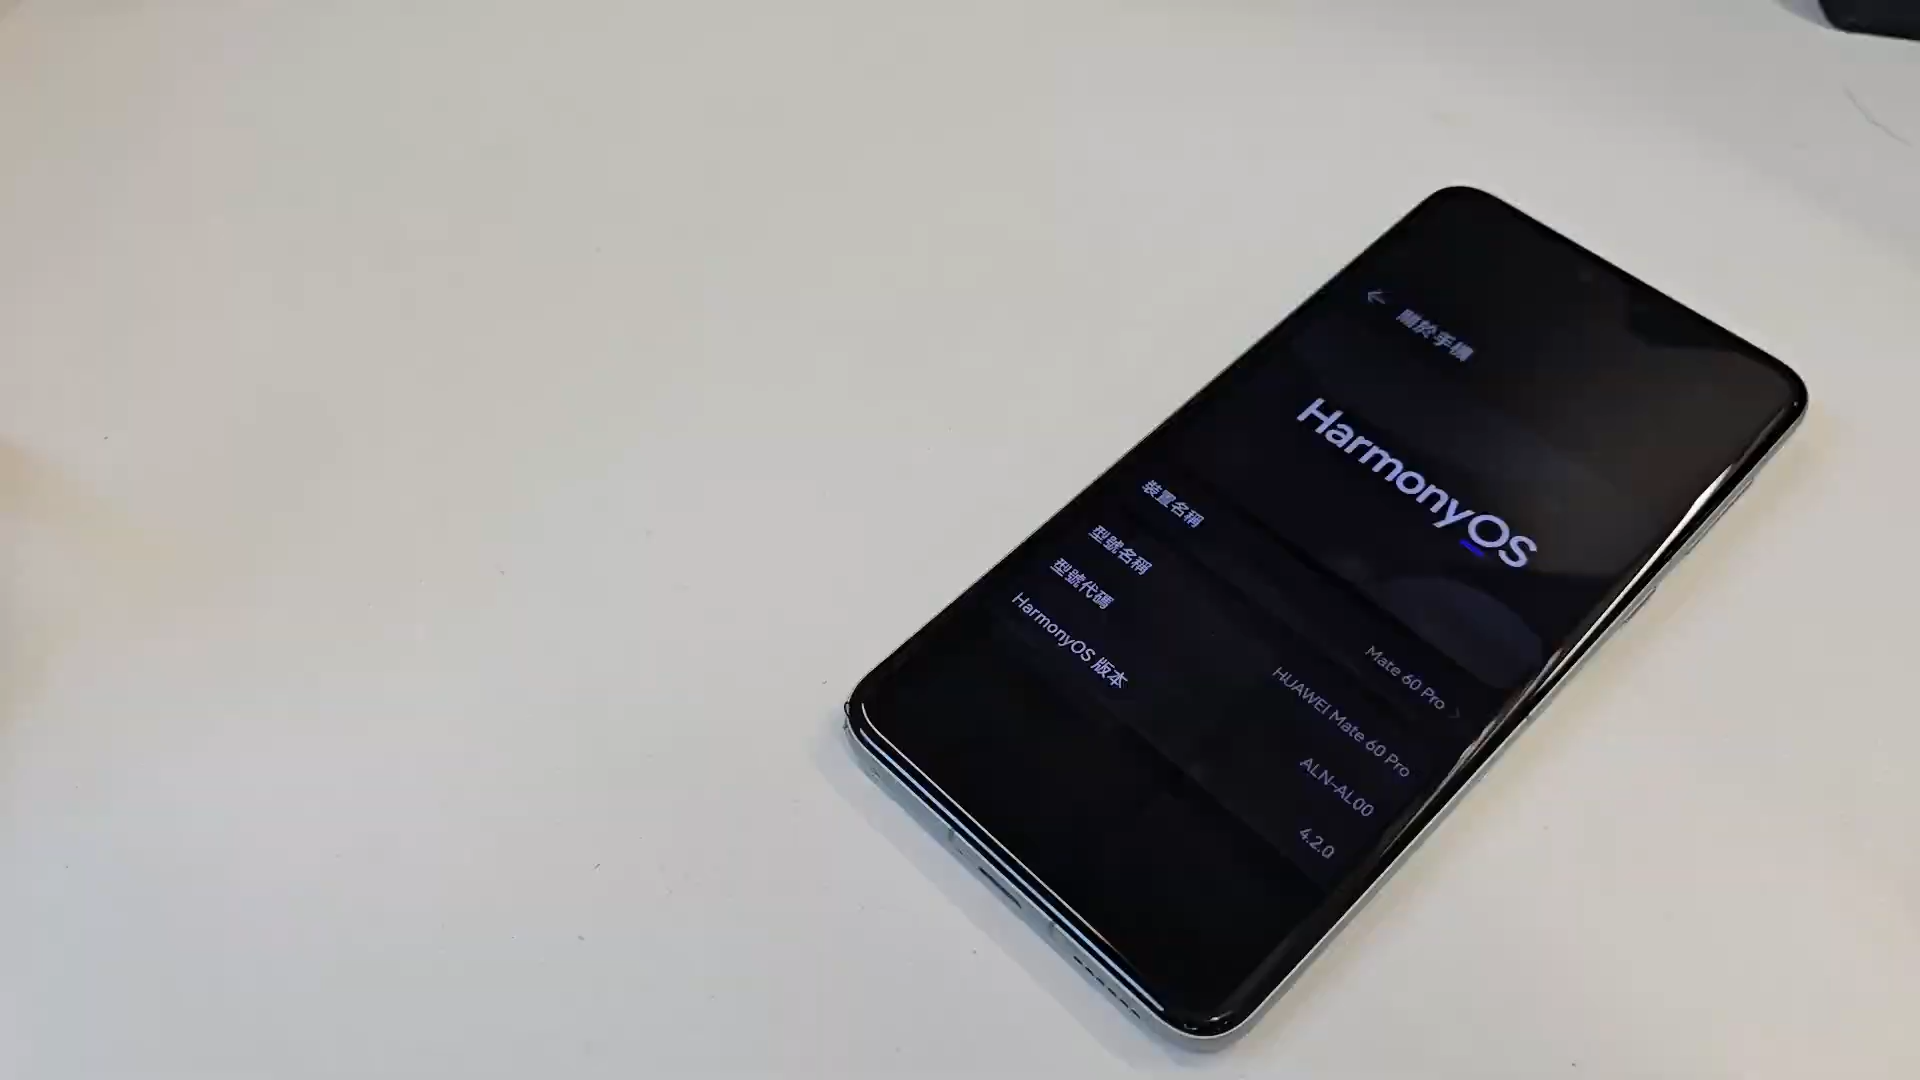 關於手機
HarmonyOS
裝置名稱 Mate 60 Pro
型號名稱 HUAWEI Mate 60 Pro
型號代碼 ALN-AL00
HarmonyOS 版本 4.2.0